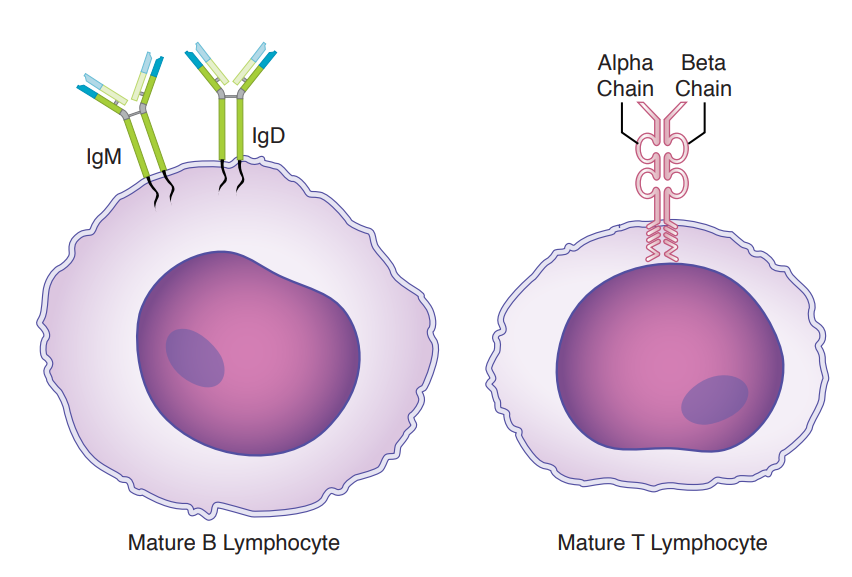 Alpha Chain
Beta Chain
IgD
IgM
Mature B Lymphocyte
Mature T Lymphocyte